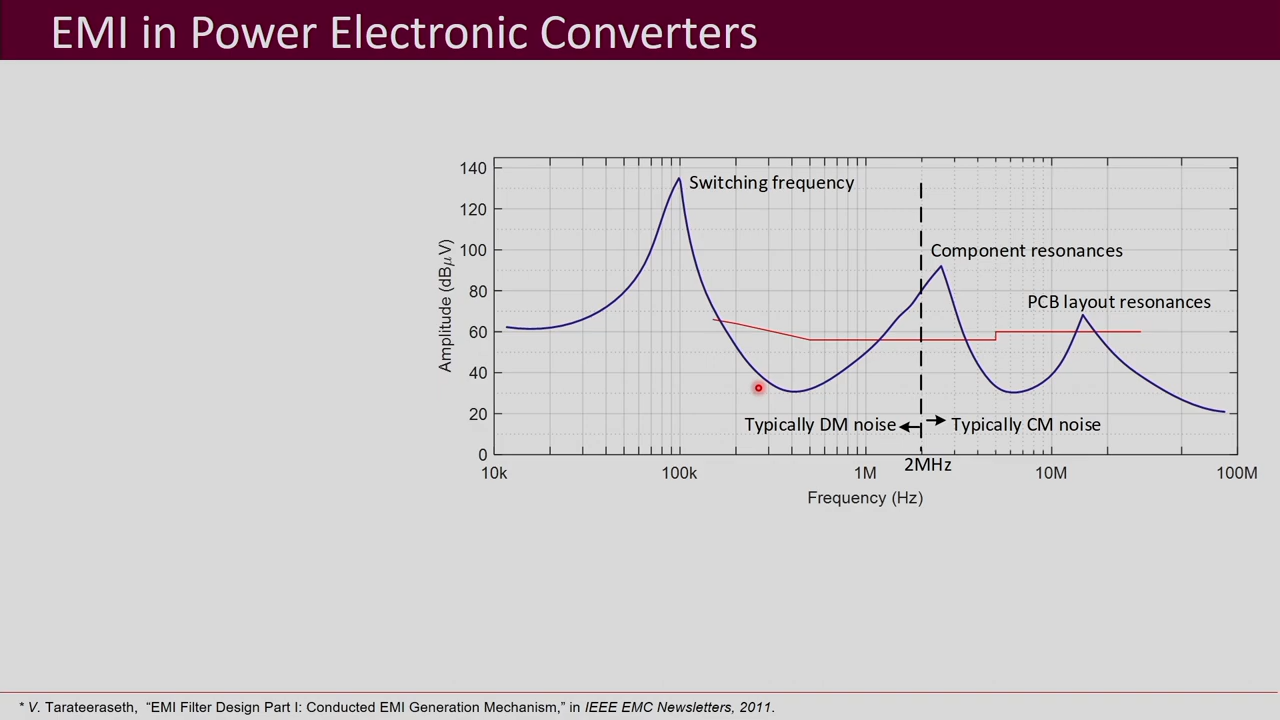 EMI in Power Electronic Converters
140
120
100
80
60
40
20
0
Amplitude (dBμV)
Switching frequency
Component resonances
PCB layout resonances
Typically DM noise
Typically CM noise
2MHz
10k
100k
1M
10M
100M
Frequency (Hz)
* V. Tarateeraseth, “EMI Filter Design Part I: Conducted EMI Generation Mechanism,” in IEEE EMC Newsletters, 2011.